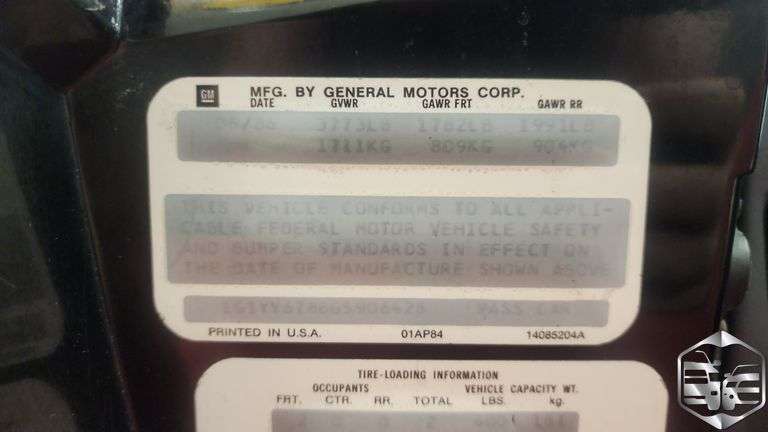 GM MFG. BY GENERAL MOTORS CORP.
DATE GVWR GAWR FRT GAWR RR
3773LB 1782LB 1991LB
1711KG 809KG
THIS VEHICLE CONFORMS TO ALL APPLI-
CABLE FEDERAL MOTOR VEHICLE SAFETY
AND BUMPER STANDARDS IN EFFECT ON
THE DATE OF MANUFACTURE SHOWN ABOVE
PASS CAR
PRINTED IN U.S.A. 01AP84 14085204A
TIRE-LOADING INFORMATION
OCCUPANTS VEHICLE CAPACITY WT.
FRT. CTR. RR. TOTAL LBS. kg.